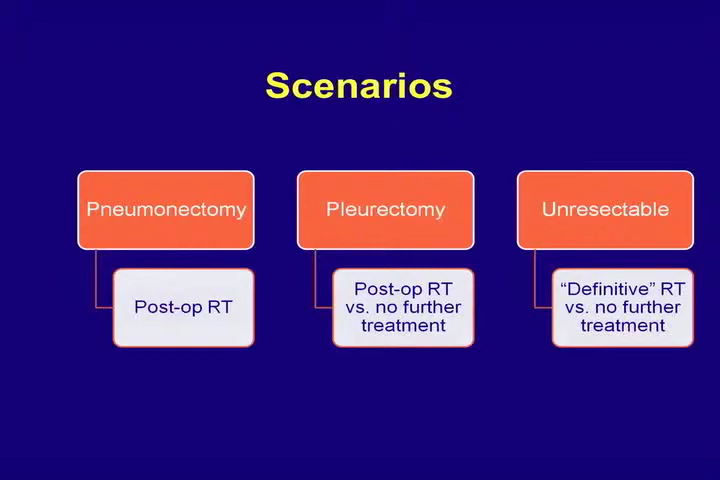 Scenarios
Pneumonectomy
Post-op RT
Pleurectomy
Post-op RT
vs. no further
treatment
Unresectable
“Definitive” RT
vs. no further
treatment